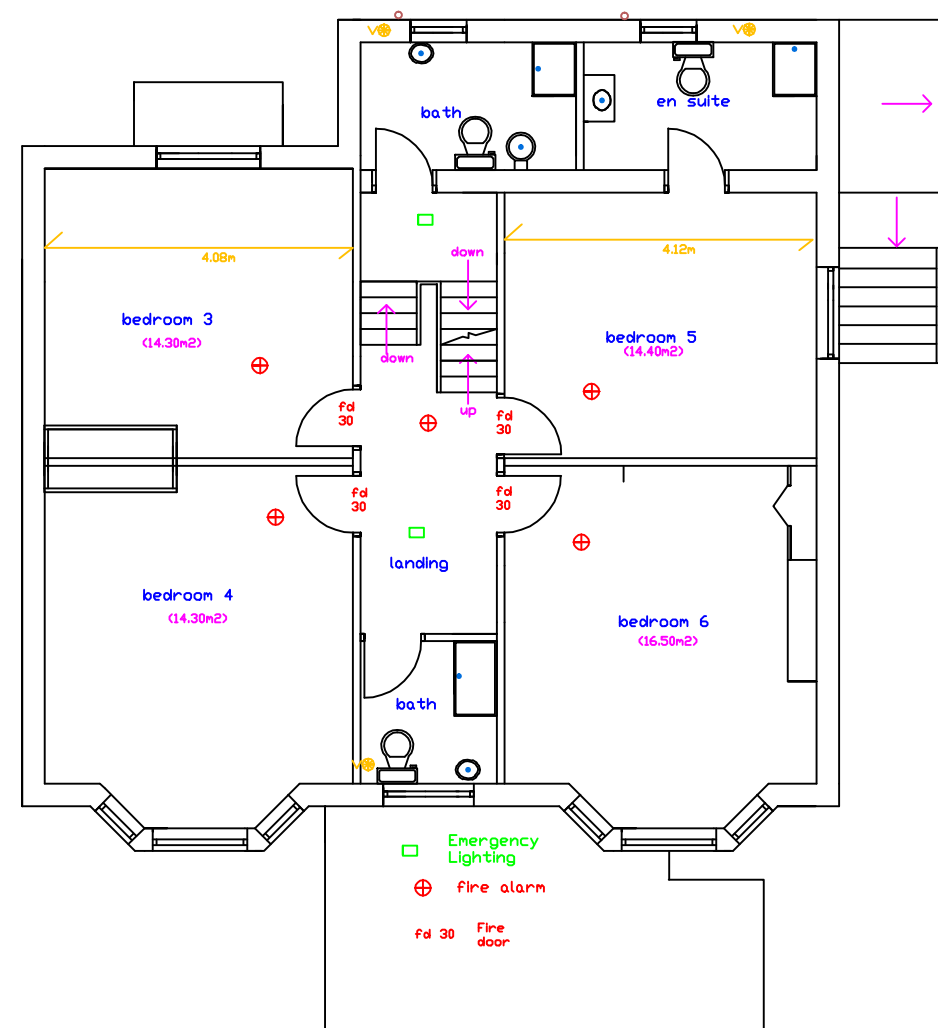 V
V
en suite
bath
down
4.08m
4.12m
bedroom 3
(14.30m2)
bedroom 5
(14.40m2)
down
up
fd
30
fd
30
fd
30
fd
30
landing
bedroom 4
(14.30m2)
bedroom 6
(16.50m2)
bath
V
Emergency
Lighting
fire alarm
fd 30
Fire
door